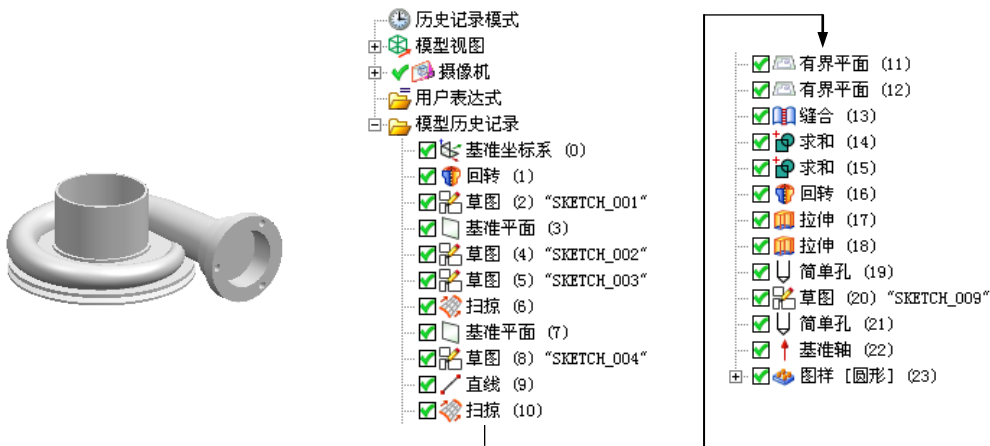 历史记录模式
模型视图
摄像机
用户表达式
模型历史记录
基准坐标系 (0)
回转 (1)
草图 (2) "SKETCH_001"
基准平面 (3)
草图 (4) "SKETCH_002"
草图 (5) "SKETCH_003"
扫掠 (6)
基准平面 (7)
草图 (8) "SKETCH_004"
直线 (9)
扫掠 (10)
有界平面 (11)
有界平面 (12)
缝合 (13)
求和 (14)
求和 (15)
回转 (16)
拉伸 (17)
拉伸 (18)
简单孔 (19)
草图 (20) "SKETCH_009"
简单孔 (21)
基准轴 (22)
图样 [圆形] (23)